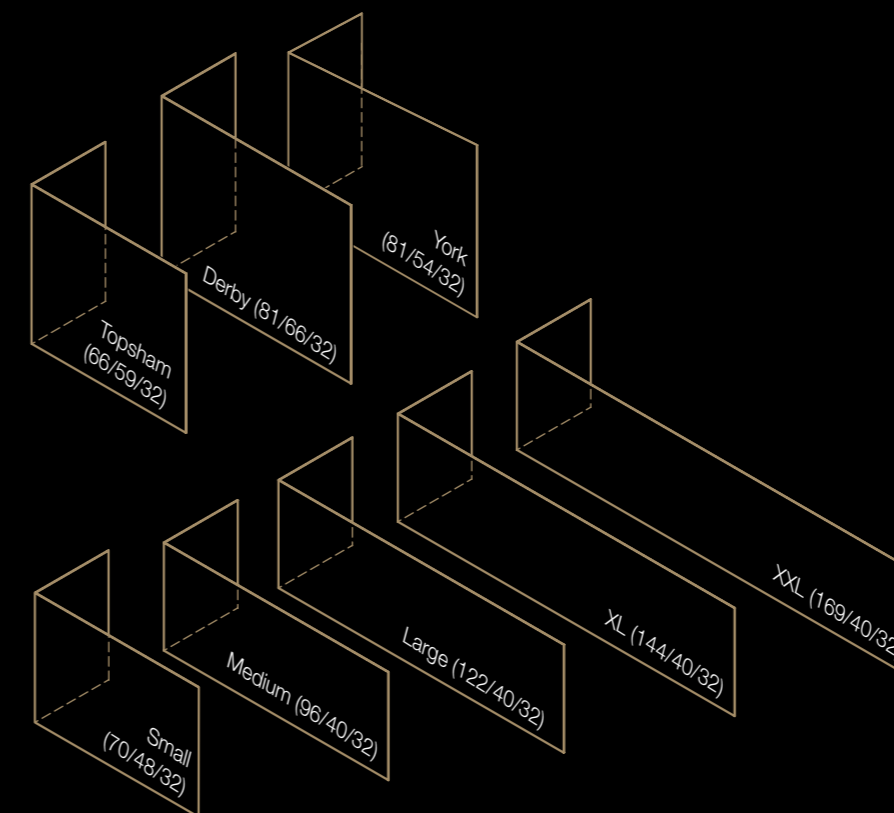 York
(81/54/32)
Derby (81/66/32)
Topsham
(66/59/32)
XXL (169/40/32
XL (144/40/32)
Large (122/40/32)
Medium (96/40/32)
Small
(70/48/32)